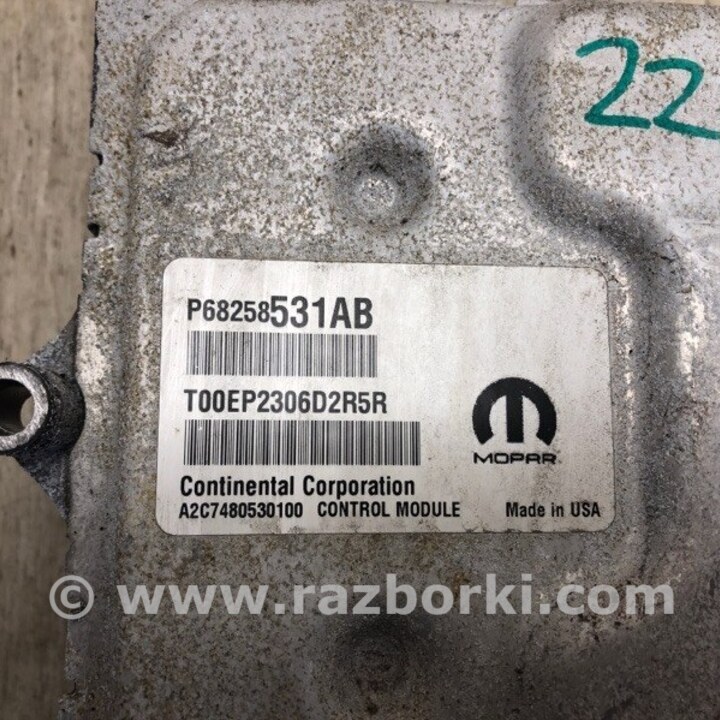 22
P68258531AB
T00EP2306D2R5R
MOPAR
Continental Corporation
A2C7480530100 CONTROL MODULE Made in USA
© www.razborki.com